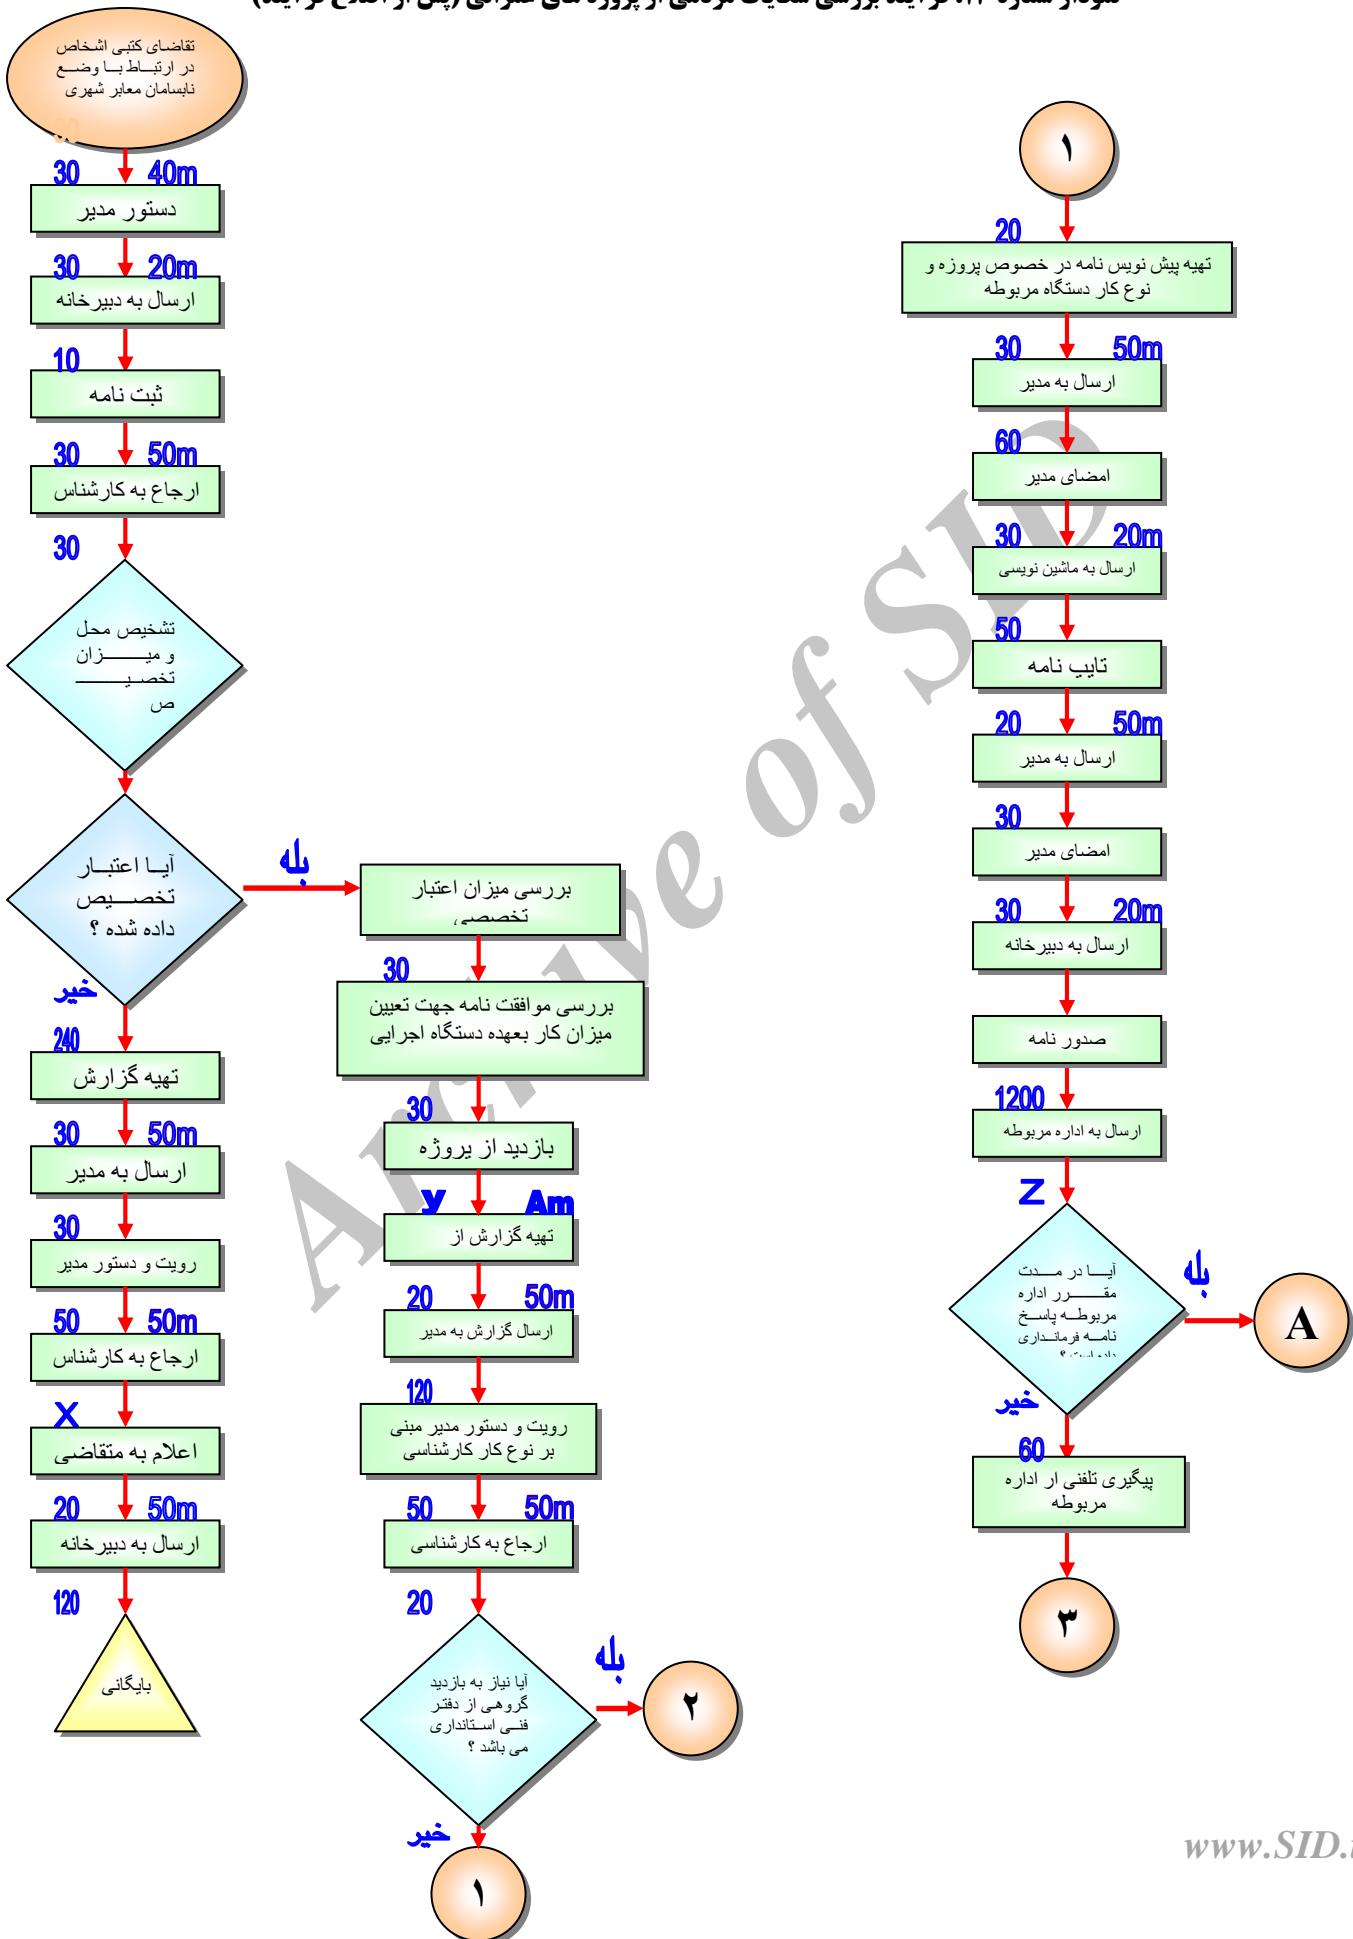 تقاضای کتبی اشخاص
در ارتباط با وضع
نابسامان معابر شهری
30 40m
دستور مدیر
30 20m
ارسال به دبیرخانه
10
ثبت نامه
30 50m
ارجاع به کارشناس
30
تشخیص محل
و میزان
تخصی
ص
آیا اعتبار
تخصیص
داده شده ؟
بله
خیر
240
تهیه گزارش
30 50m
ارسال به مدیر
30
رویت و دستور مدیر
50 50m
ارجاع به کارشناس
X
اعلام به متقاضی
20 50m
ارسال به دبیرخانه
120
بایگانی
بررسی میزان اعتبار
تخصصی
30
بررسی موافقت نامه جهت تعیین
میزان کار بعهده دستگاه اجرایی
30
بازدید از پروژه
y Am
تهیه گزارش از
20 50m
ارسال گزارش به مدیر
120
رویت و دستور مدیر مبنی
بر نوع کار کارشناسی
50 50m
ارجاع به کارشناسی
20
آیا نیاز به بازدید
گروهی از دفتر
فنی استانداری
می باشد ؟
بله
۲
خیر
۱
۱
20
تهیه پیش نویس نامه در خصوص پروزه و
نوع کار دستگاه مربوطه
30 50m
ارسال به مدیر
60
امضای مدیر
30 20m
ارسال به ماشین نویسی
50
تایپ نامه
20 50m
ارسال به مدیر
30
امضای مدیر
30 20m
ارسال به دبیرخانه
صدور نامه
1200
ارسال به اداره مربوطه
Z
آیا در مدت
مقرر اداره
مربوطه پاسخ
نامه فرمانداری
داده است ؟
بله
A
خیر
60
پیگیری تلفنی ار اداره
مربوطه
۳
Archive of SID
www.SID.